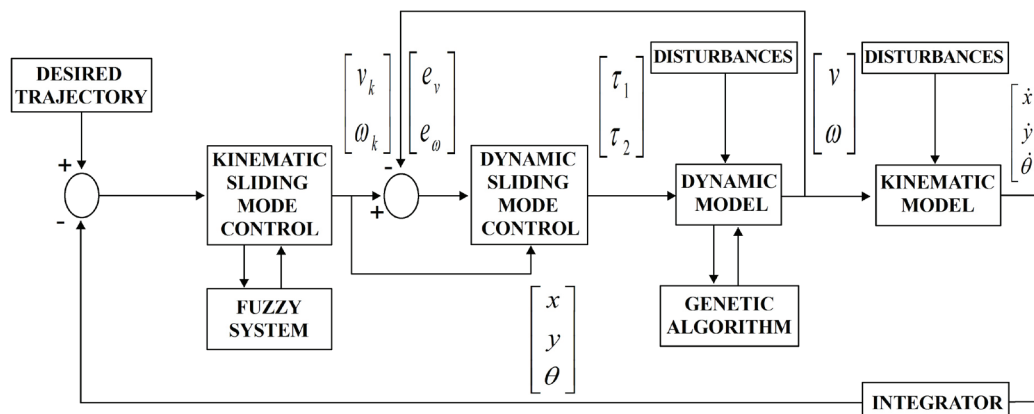 DESIRED
TRAJECTORY
+
-
KINEMATIC
SLIDING
MODE
CONTROL
FUZZY
SYSTEM
v_k
ω_k
e_v
e_ω
-
+
DYNAMIC
SLIDING
MODE
CONTROL
τ_1
τ_2
DISTURBANCES
DYNAMIC
MODEL
GENETIC
ALGORITHM
v
ω
DISTURBANCES
KINEMATIC
MODEL
ẋ
ẏ
θ̇
x
y
θ
INTEGRATOR